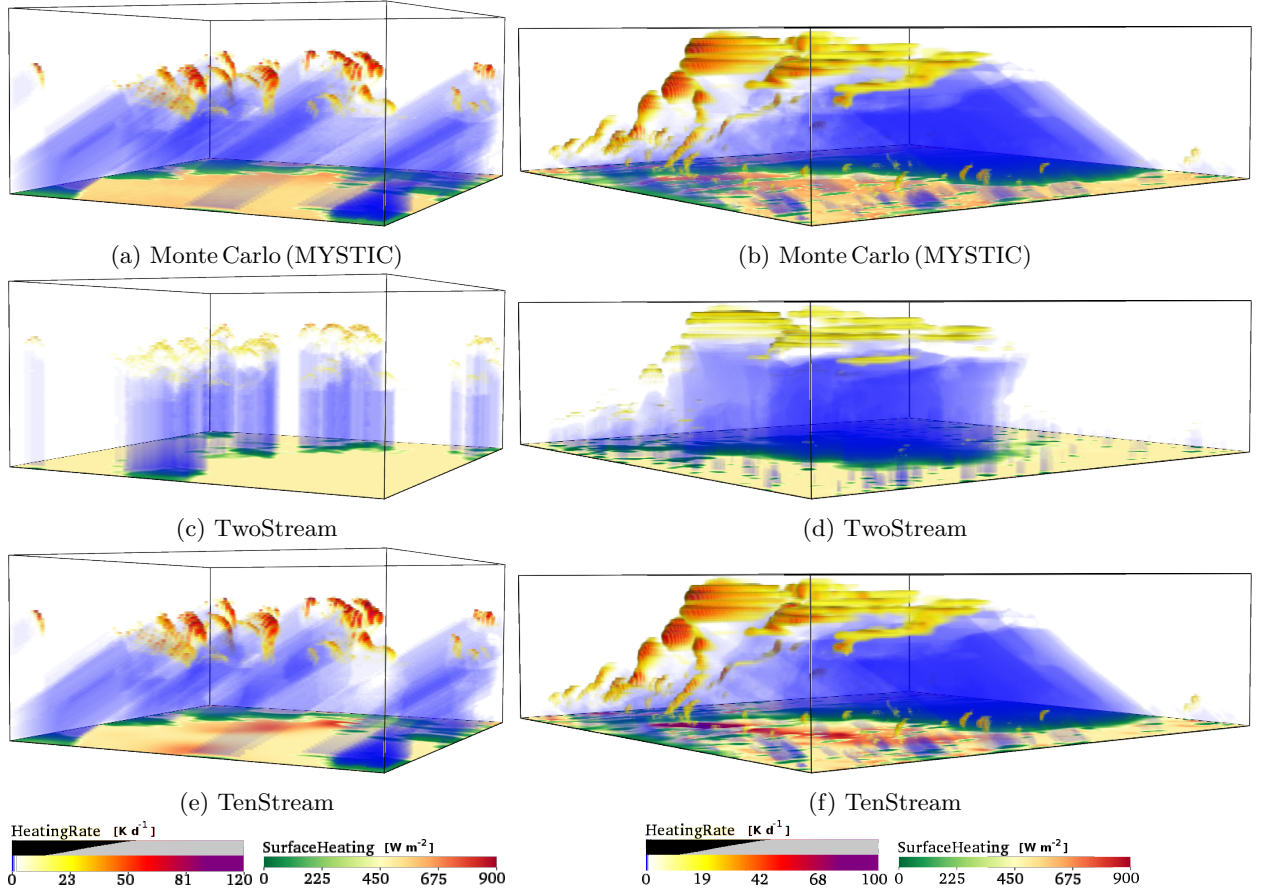 (a) Monte Carlo (MYSTIC)
(b) Monte Carlo (MYSTIC)
(c) TwoStream
(d) TwoStream
(e) TenStream
(f) TenStream
HeatingRate [K d⁻¹]
0 23 50 81 120
SurfaceHeating [W m⁻²]
0 225 450 675 900
HeatingRate [K d⁻¹]
0 19 42 68 100
SurfaceHeating [W m⁻²]
0 225 450 675 900